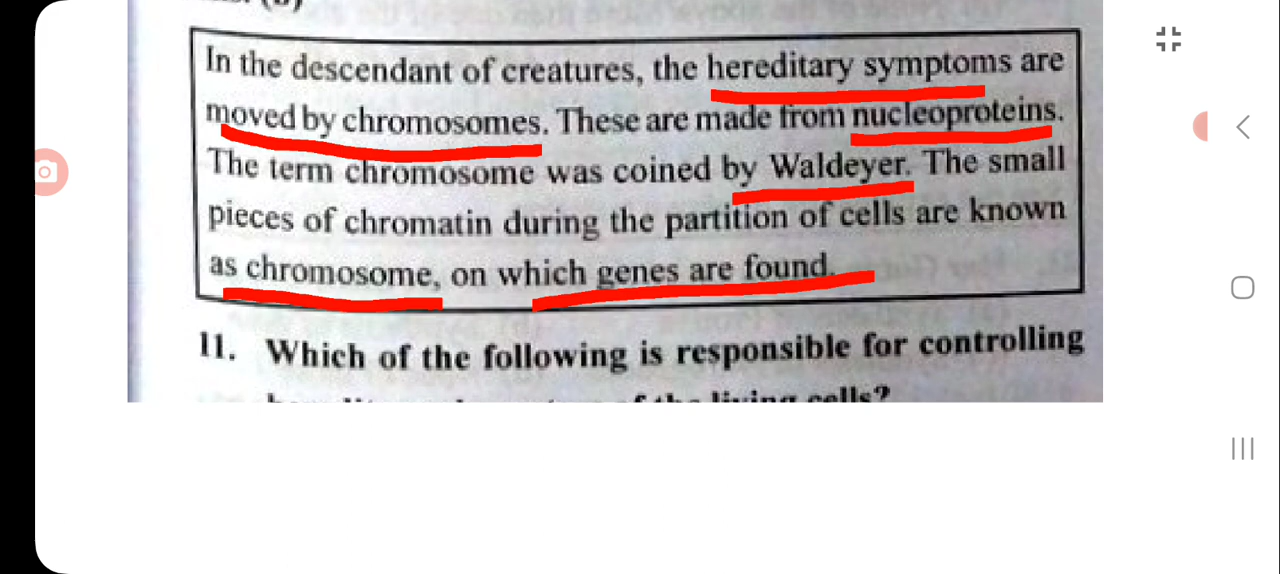 In the descendant of creatures, the hereditary symptoms are
moved by chromosomes. These are made from nucleoproteins.
The term chromosome was coined by Waldeyer. The small
pieces of chromatin during the partition of cells are known
as chromosome, on which genes are found.
11. Which of the following is responsible for controlling
living cells?